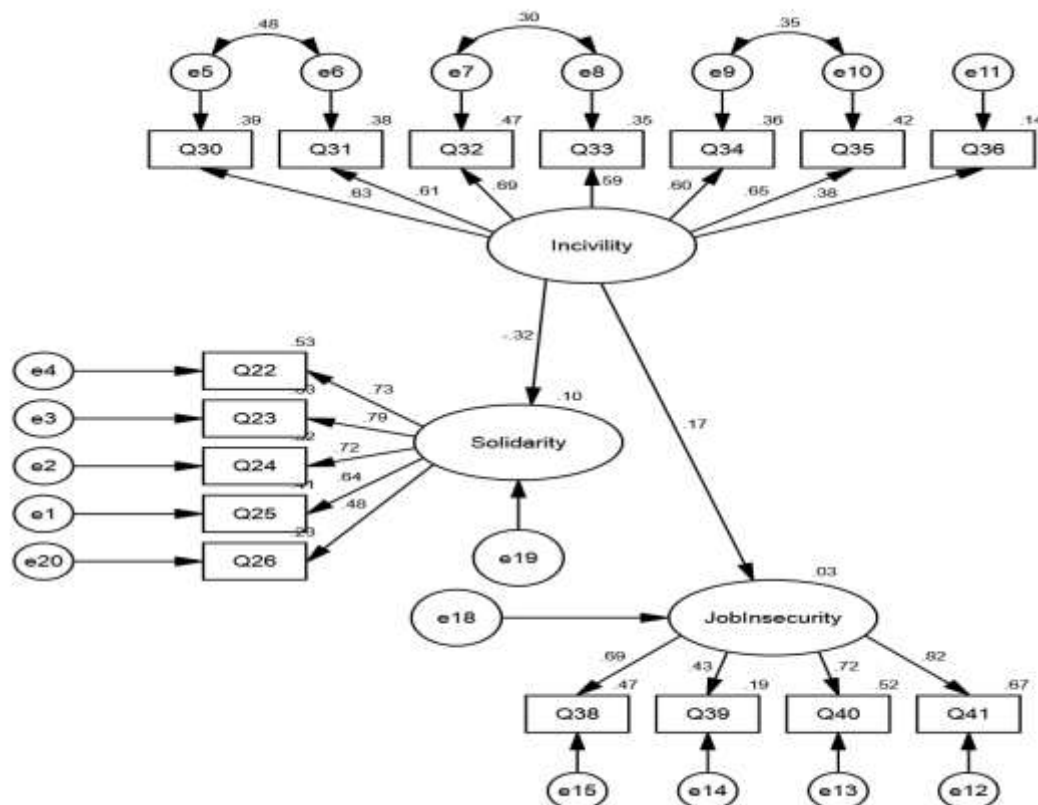 .48 .30 .35
e5 e6 e7 e8 e9 e10 e11
.39 .38 .47 .35 .36 .42 .14
Q30 Q31 Q32 Q33 Q34 Q35 Q36
.63 .61 .69 .59 .60 .65 .38
Incivility
-.32
.53
e4 Q22 .73
.10
e3 Q23 .79
.17
Solidarity
e2 Q24 .72
.64
e1 Q25 .48
e20 Q26
e19
.03
e18 JobInsecurity
.69 .43 .72 .82
.47 .19 .52 .67
Q38 Q39 Q40 Q41
e15 e14 e13 e12